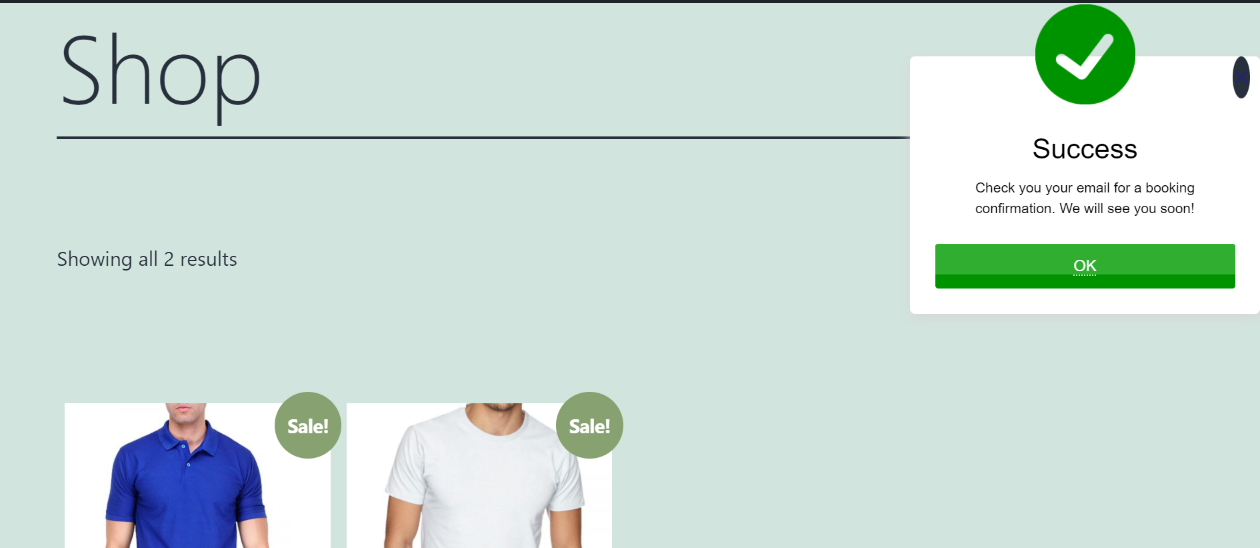 Shop
Success
Check you your email for a booking
confirmation. We will see you soon!
OK
Showing all 2 results
Sale!
Sale!